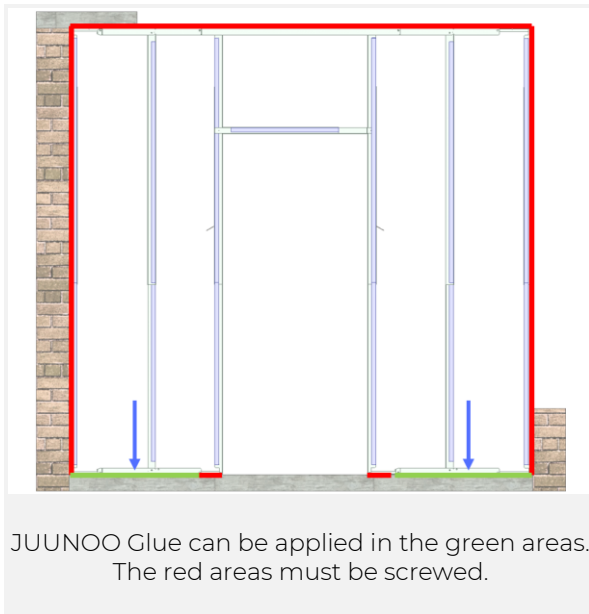 JUUNOO Glue can be applied in the green areas.
The red areas must be screwed.